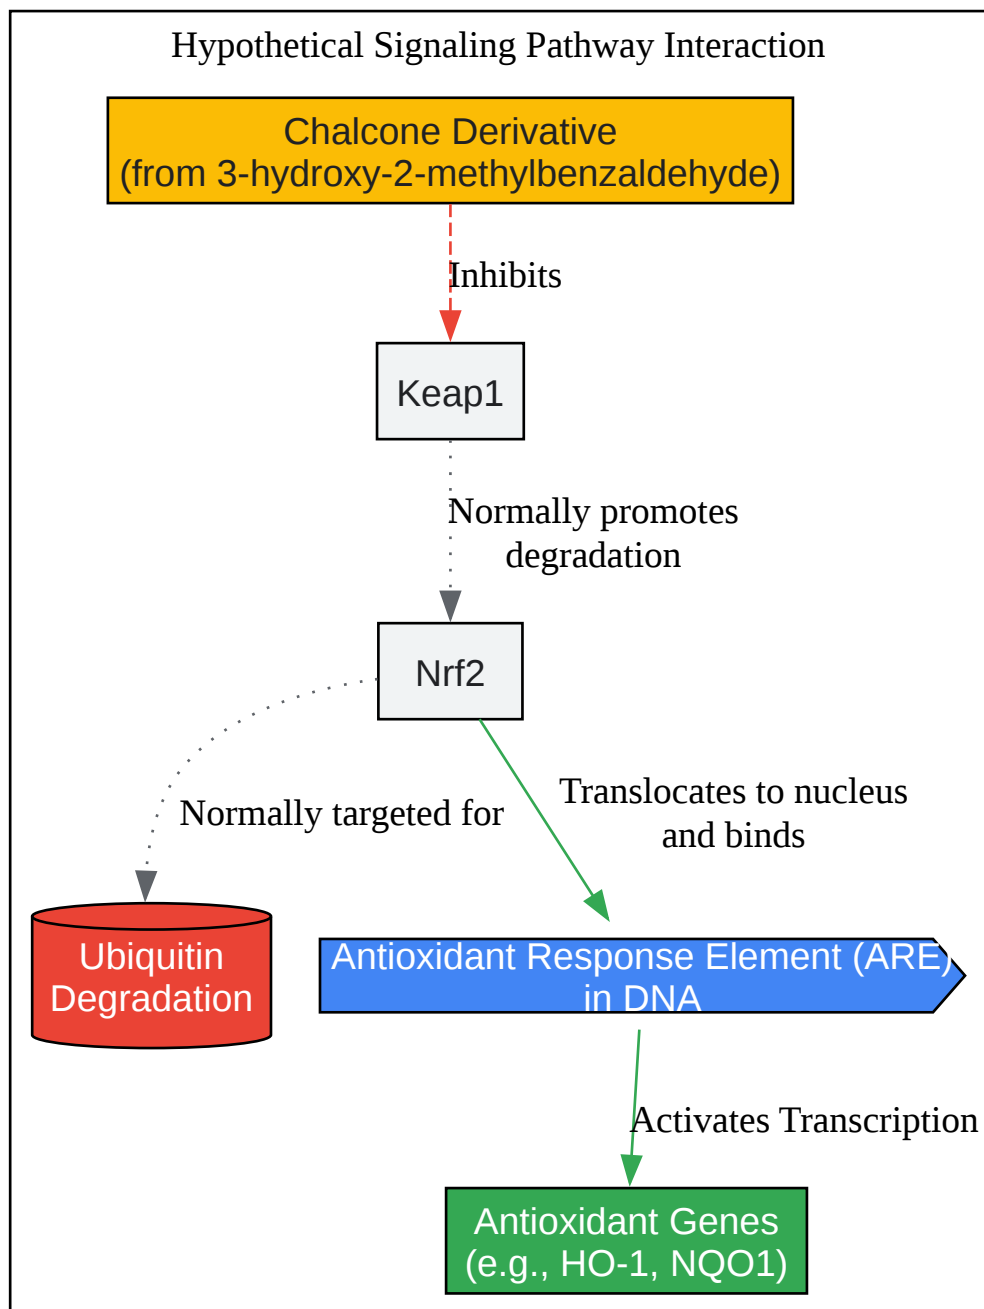 Hypothetical Signaling Pathway Interaction
Chalcone Derivative
(from 3-hydroxy-2-methylbenzaldehyde)
Inhibits
Keap1
Normally promotes
degradation
Nrf2
Normally targeted for
Translocates to nucleus
and binds
Ubiquitin
Degradation
Antioxidant Response Element (ARE)
in DNA
Activates Transcription
Antioxidant Genes
(e.g., HO-1, NQO1)